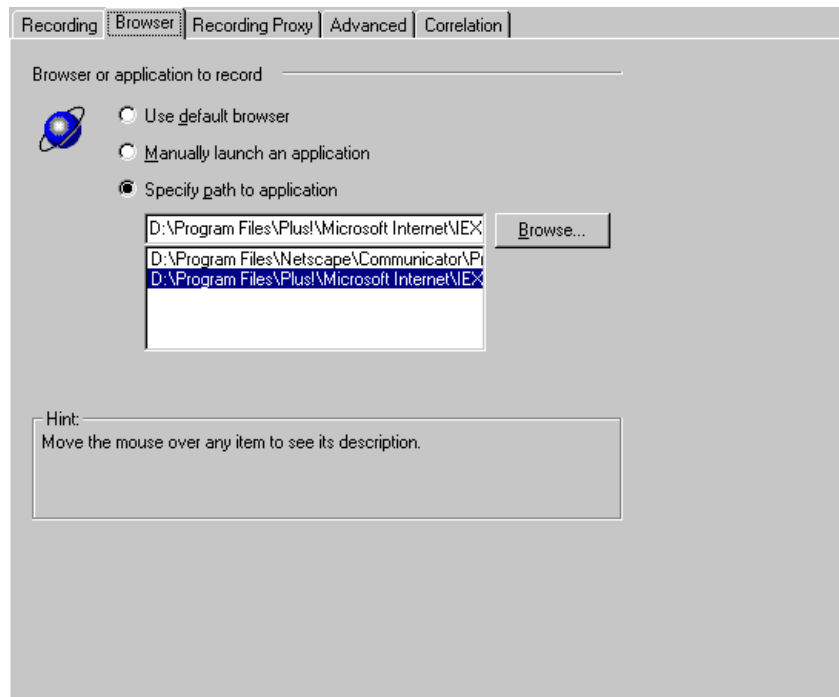 Recording Browser Recording Proxy Advanced Correlation
Browser or application to record
Use default browser
Manually launch an application
Specify path to application
D:\Program Files\Plus!\Microsoft Internet\IEX
Browse...
D:\Program Files\Netscape\Communicator\Pr
D:\Program Files\Plus!\Microsoft Internet\IEX
Hint:
Move the mouse over any item to see its description.